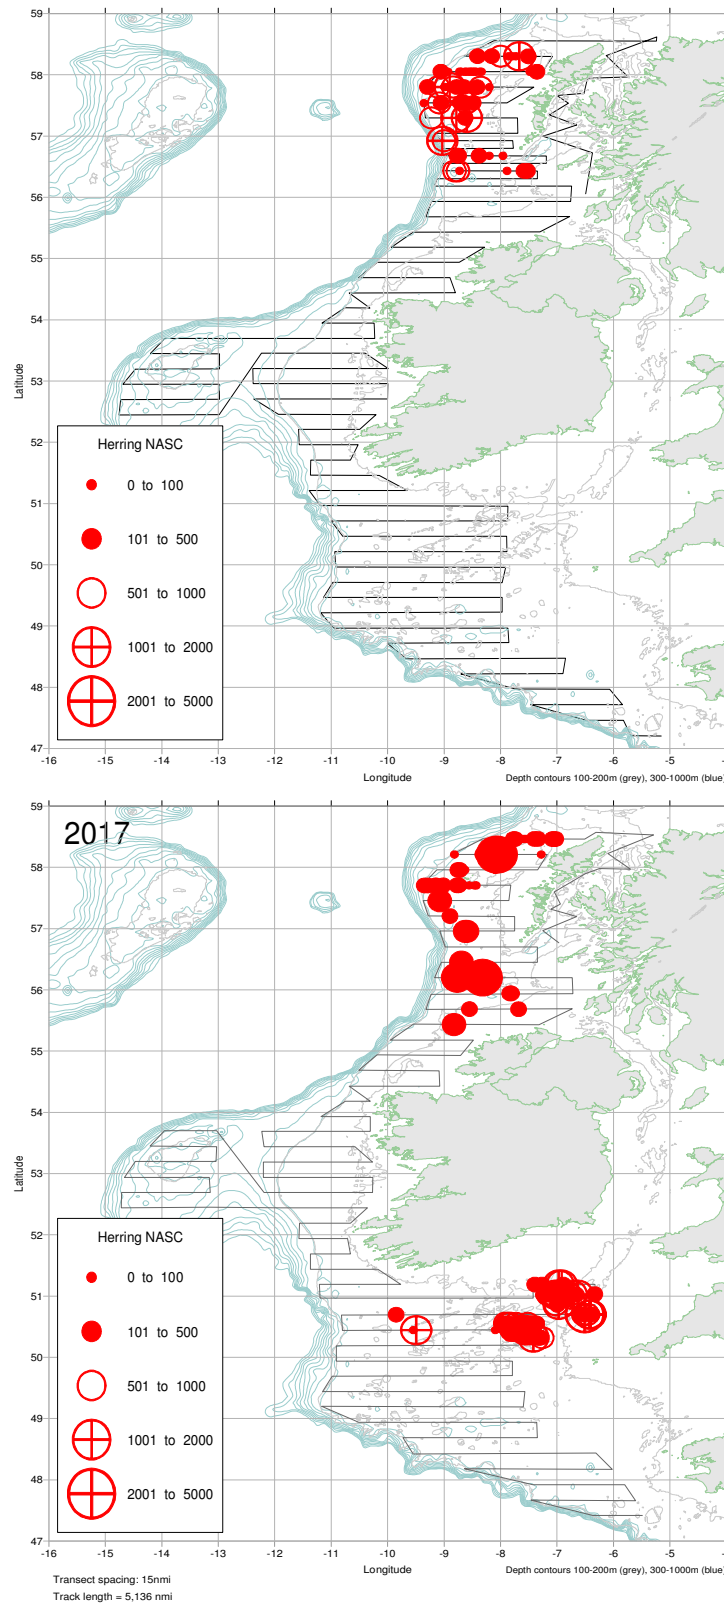 59
58
57
56
55
54
53
52
51
50
49
48
47
Latitude
Herring NASC
0 to 100
101 to 500
501 to 1000
1001 to 2000
2001 to 5000
-16 -15 -14 -13 -12 -11 -10 -9 -8 -7 -6 -5 -4
Longitude
Depth contours 100-200m (grey), 300-1000m (blue)
2017
59
58
57
56
55
54
53
52
51
50
49
48
47
Latitude
Herring NASC
0 to 100
101 to 500
501 to 1000
1001 to 2000
2001 to 5000
-16 -15 -14 -13 -12 -11 -10 -9 -8 -7 -6 -5 -4
Longitude
Depth contours 100-200m (grey), 300-1000m (blue
Transect spacing: 15nmi
Track length = 5,136 nmi